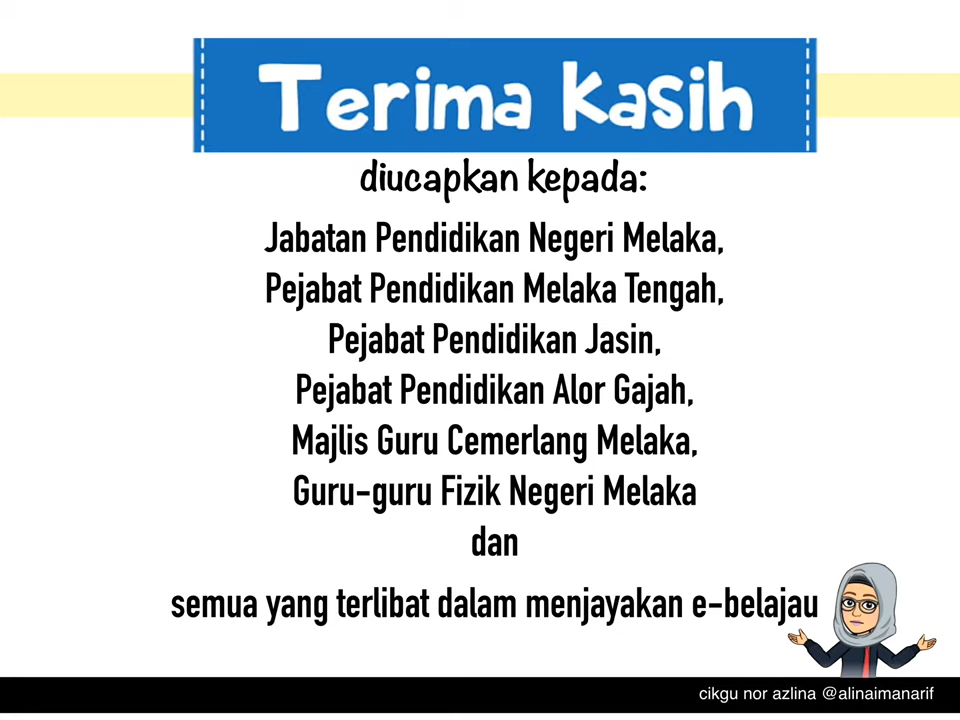 Terima Kasih
diucapkan kepada:
Jabatan Pendidikan Negeri Melaka,
Pejabat Pendidikan Melaka Tengah,
Pejabat Pendidikan Jasin,
Pejabat Pendidikan Alor Gajah,
Majlis Guru Cemerlang Melaka,
Guru-guru Fizik Negeri Melaka
dan
semua yang terlibat dalam menjayakan e-belajau
cikgu nor azlina @alinaimanarif